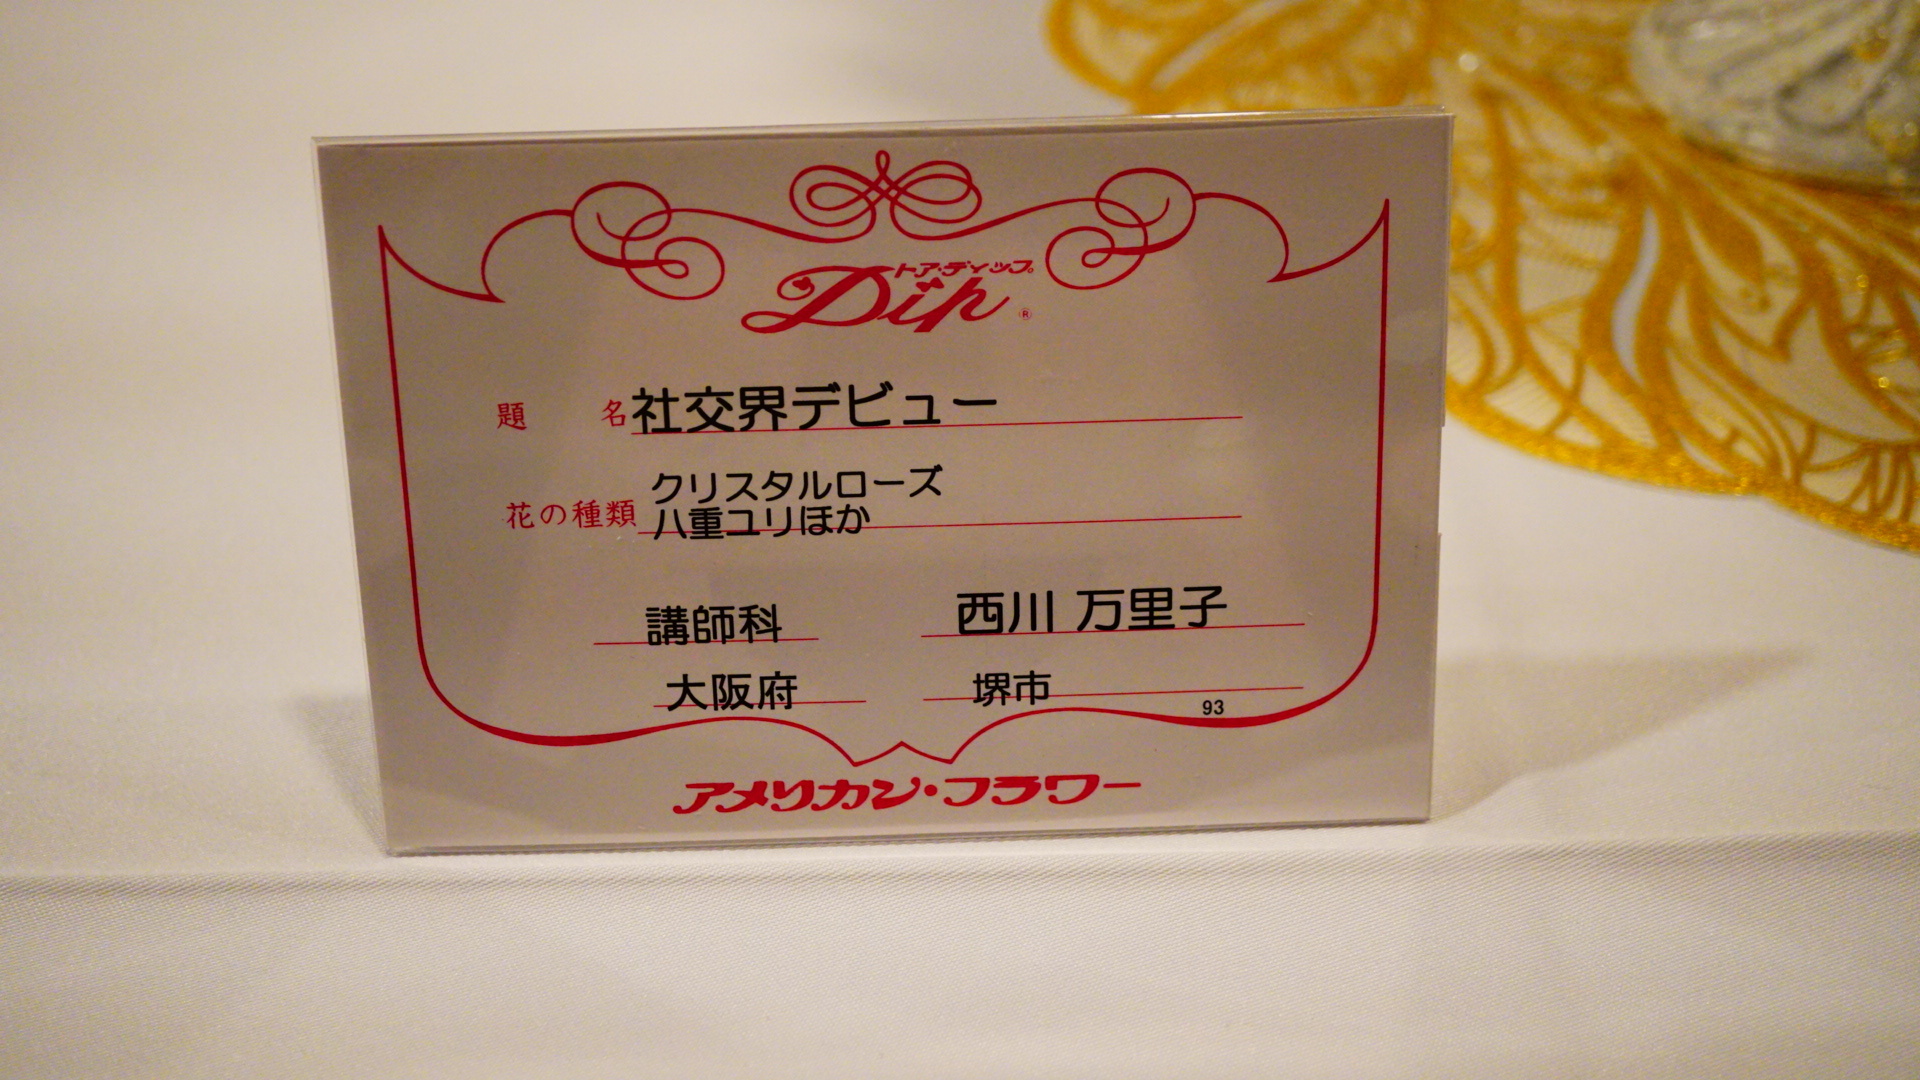 トア・ディップ
Dip ®
題 名 社交界デビュー
クリスタルローズ
花の種類 八重ユリほか
講師科 西川 万里子
大阪府 堺市 93
アメリカン・フラワー